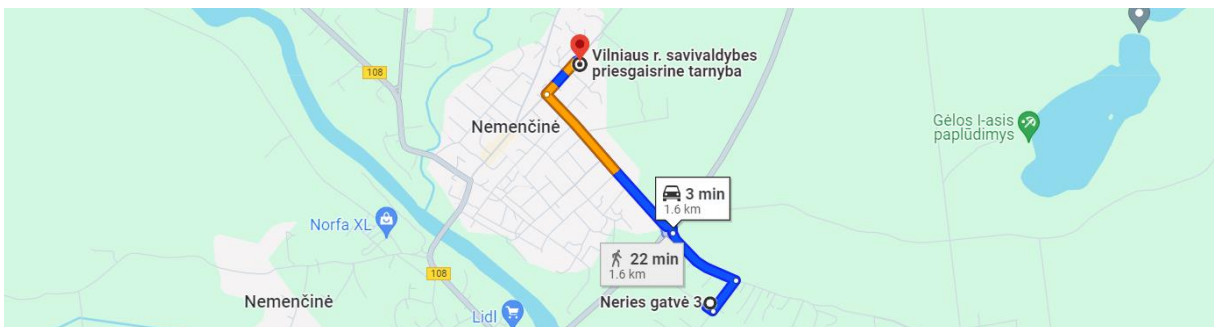 Vilniaus r. savivaldybes
priesgaisrine tarnyba
108
Nemenčinė
Gėlos I-asis
paplūdimys
3 min
1.6 km
Norfa XL
22 min
1.6 km
108
Nemenčinė
Neries gatvė 3
Lidl